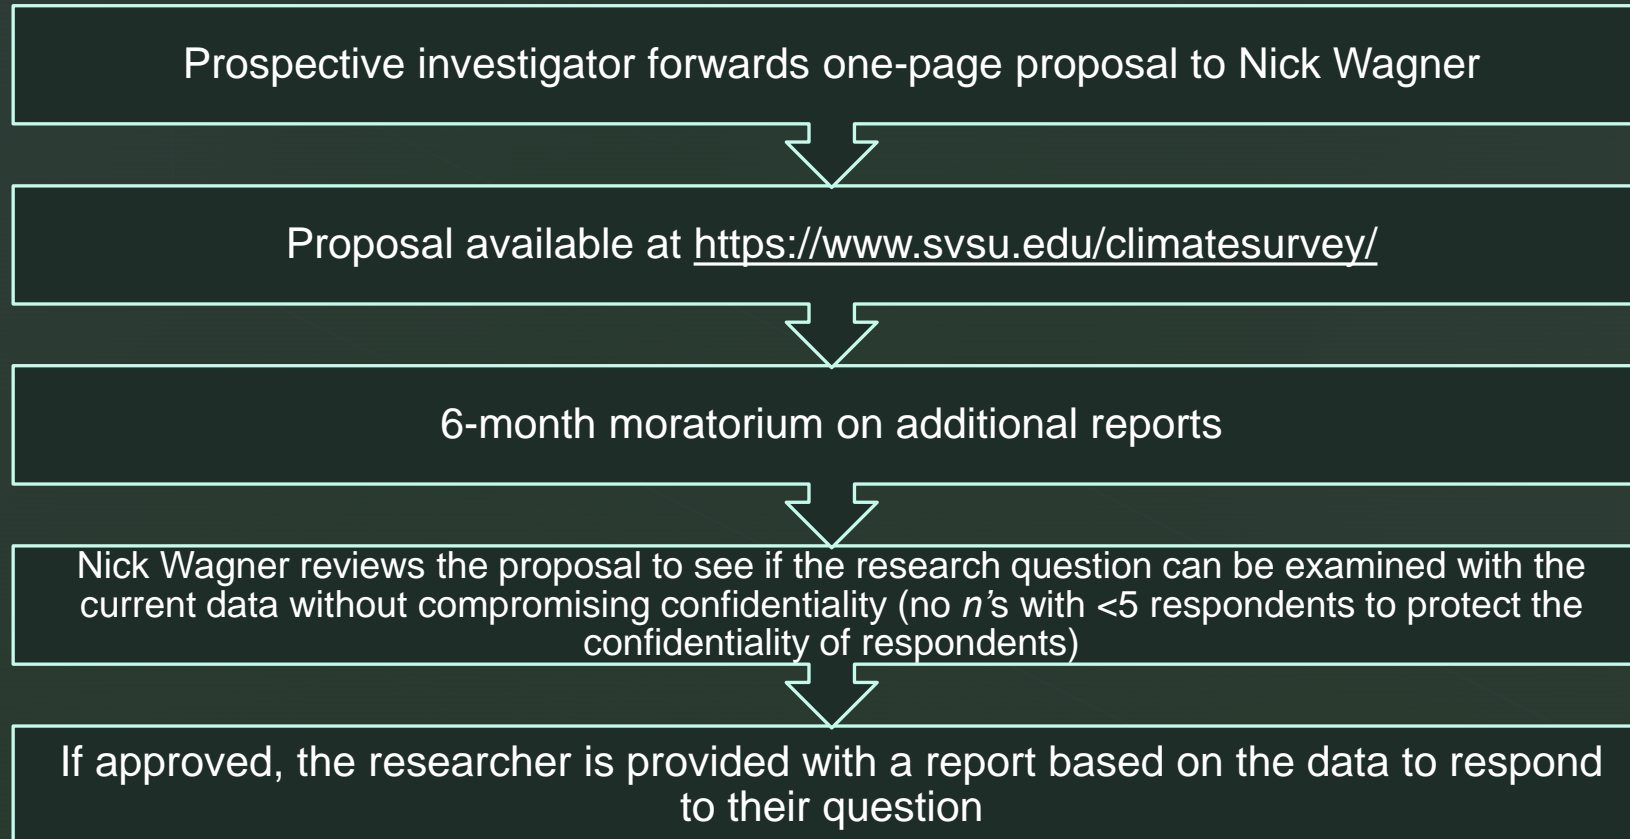 Prospective investigator forwards one-page proposal to Nick Wagner
Proposal available at https://www.svsu.edu/climatesurvey/
6-month moratorium on additional reports
Nick Wagner reviews the proposal to see if the research question can be examined with the
current data without compromising confidentiality (no n’s with <5 respondents to protect the
confidentiality of respondents)
If approved, the researcher is provided with a report based on the data to respond
to their question